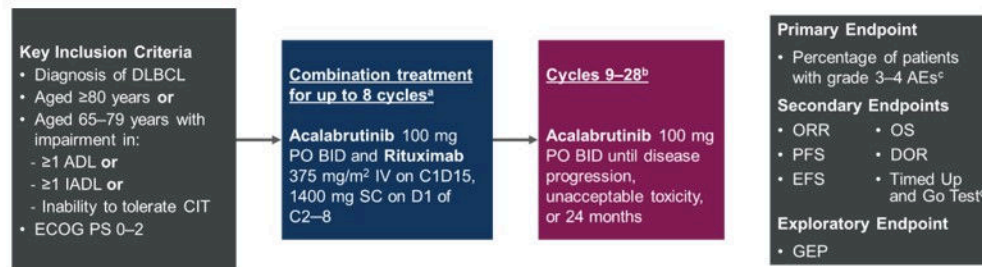 Key Inclusion Criteria
• Diagnosis of DLBCL
• Aged ≥80 years or
• Aged 65–79 years with
impairment in:
- ≥1 ADL or
- ≥1 IADL or
- Inability to tolerate CIT
• ECOG PS 0–2
Combination treatment
for up to 8 cyclesᵃ
Acalabrutinib 100 mg
PO BID and Rituximab
375 mg/m² IV on C1D15,
1400 mg SC on D1 of
C2–8
Cycles 9–28ᵇ
Acalabrutinib 100 mg
PO BID until disease
progression,
unacceptable toxicity,
or 24 months
Primary Endpoint
• Percentage of patients
with grade 3–4 AEsᶜ
Secondary Endpoints
• ORR
• PFS
• EFS
• OS
• DOR
• Timed Up
and Go Test
Exploratory Endpoint
• GEP